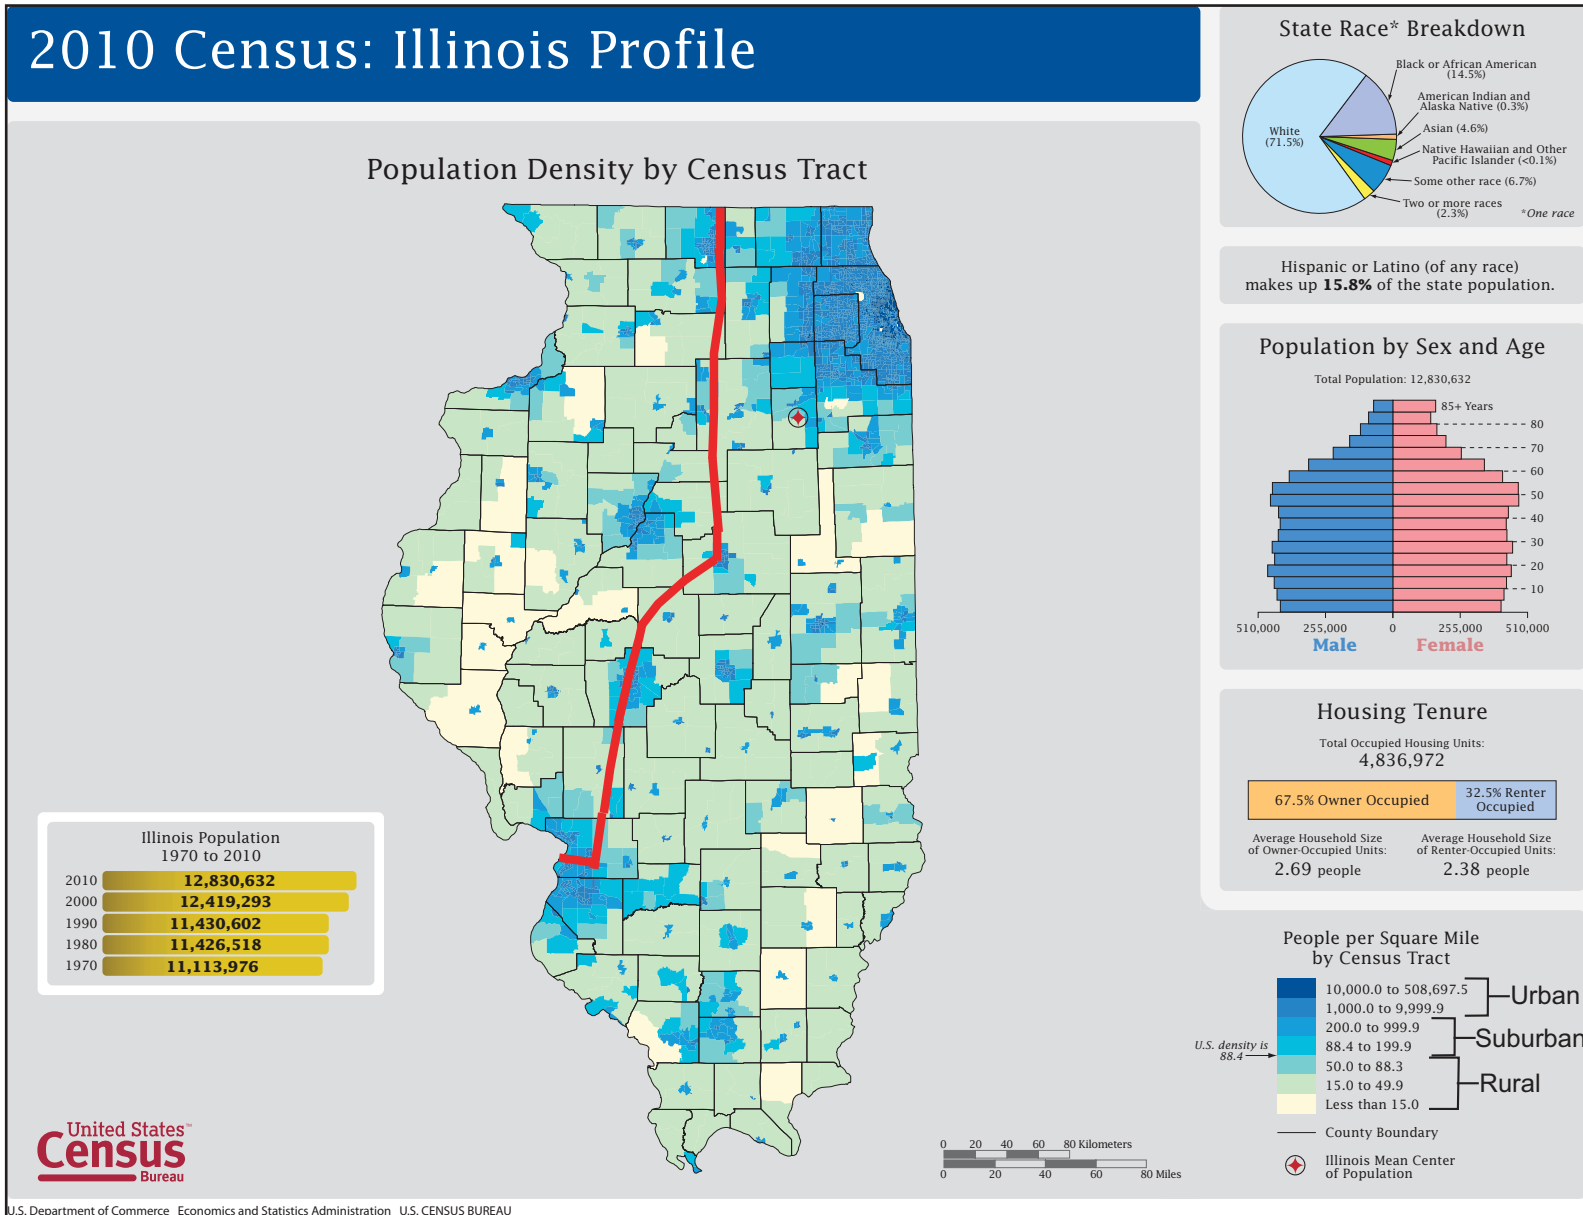 2010 Census: Illinois Profile
Population Density by Census Tract
Illinois Population
1970 to 2010
2010 12,830,632
2000 12,419,293
1990 11,430,602
1980 11,426,518
1970 11,113,976
United States™
Census
Bureau
0 20 40 60 80 Kilometers
0 20 40 60 80 Miles
State Race* Breakdown
Black or African American
(14.5%)
American Indian and
Alaska Native (0.3%)
Asian (4.6%)
Native Hawaiian and Other
Pacific Islander (<0.1%)
Some other race (6.7%)
Two or more races
(2.3%)
White
(71.5%)
*One race
Hispanic or Latino (of any race)
makes up 15.8% of the state population.
Population by Sex and Age
Total Population: 12,830,632
85+ Years
80
70
60
50
40
30
20
10
510,000 255,000 0 255,000 510,000
Male Female
Housing Tenure
Total Occupied Housing Units:
4,836,972
67.5% Owner Occupied
32.5% Renter
Occupied
Average Household Size
of Owner-Occupied Units:
2.69 people
Average Household Size
of Renter-Occupied Units:
2.38 people
People per Square Mile
by Census Tract
10,000.0 to 508,697.5
1,000.0 to 9,999.9
Urban
200.0 to 999.9
88.4 to 199.9
Suburban
U.S. density is
88.4
50.0 to 88.3
15.0 to 49.9
Less than 15.0
Rural
County Boundary
Illinois Mean Center
of Population
U.S. Department of Commerce Economics and Statistics Administration U.S. CENSUS BUREAU